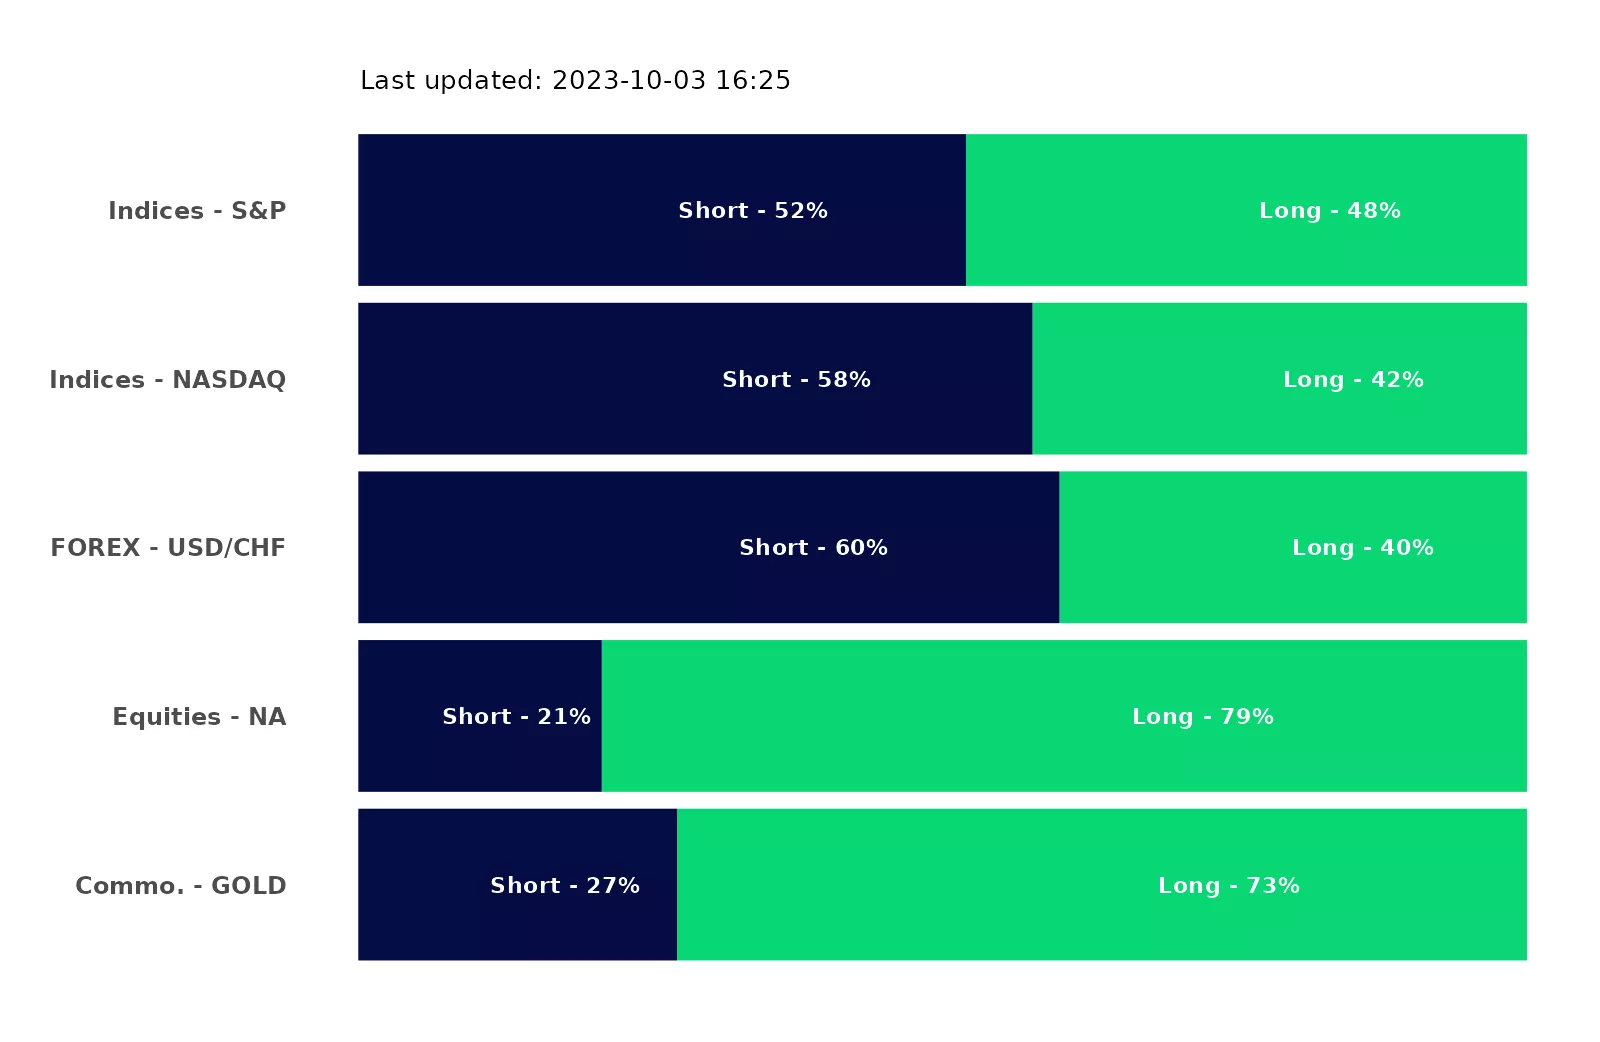 Last updated: 2023-10-03 16:25
Indices - S&P Short - 52% Long - 48%
Indices - NASDAQ Short - 58% Long - 42%
FOREX - USD/CHF Short - 60% Long - 40%
Equities - NA Short - 21% Long - 79%
Commo. - GOLD Short - 27% Long - 73%